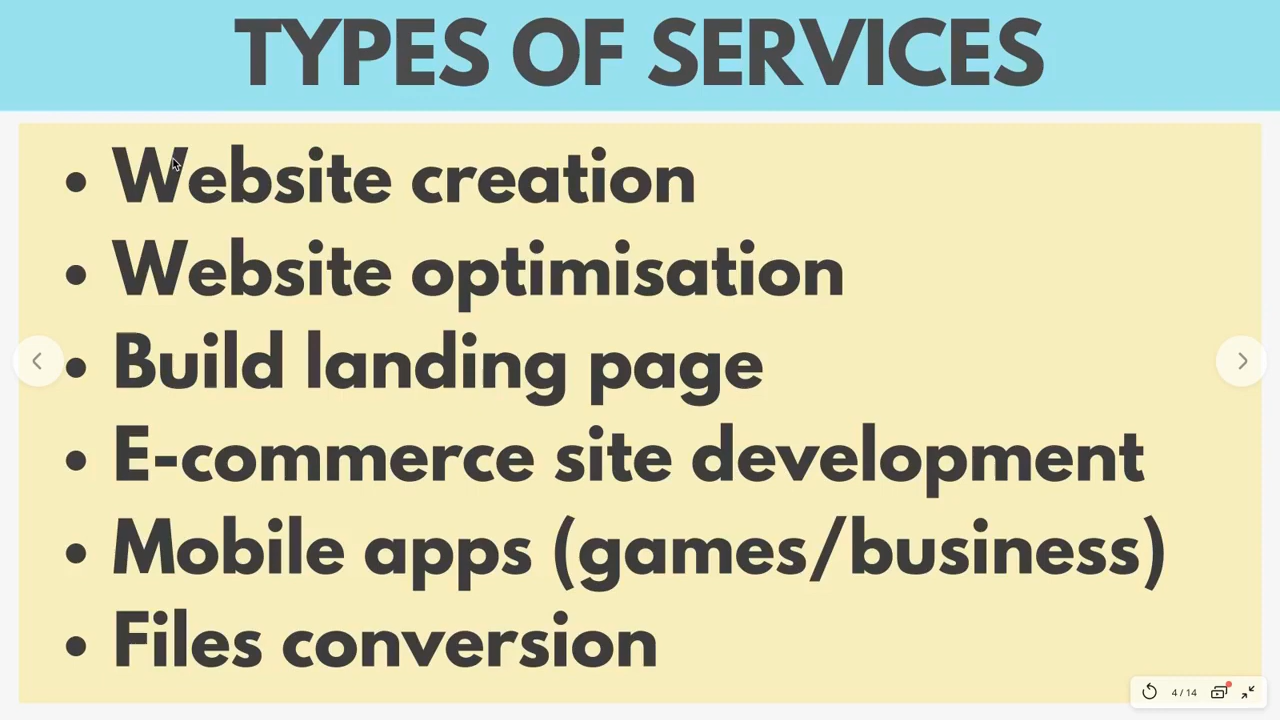 TYPES OF SERVICES
• Website creation
• Website optimisation
• Build landing page
• E-commerce site development
• Mobile apps (games/business)
• Files conversion
4 / 14